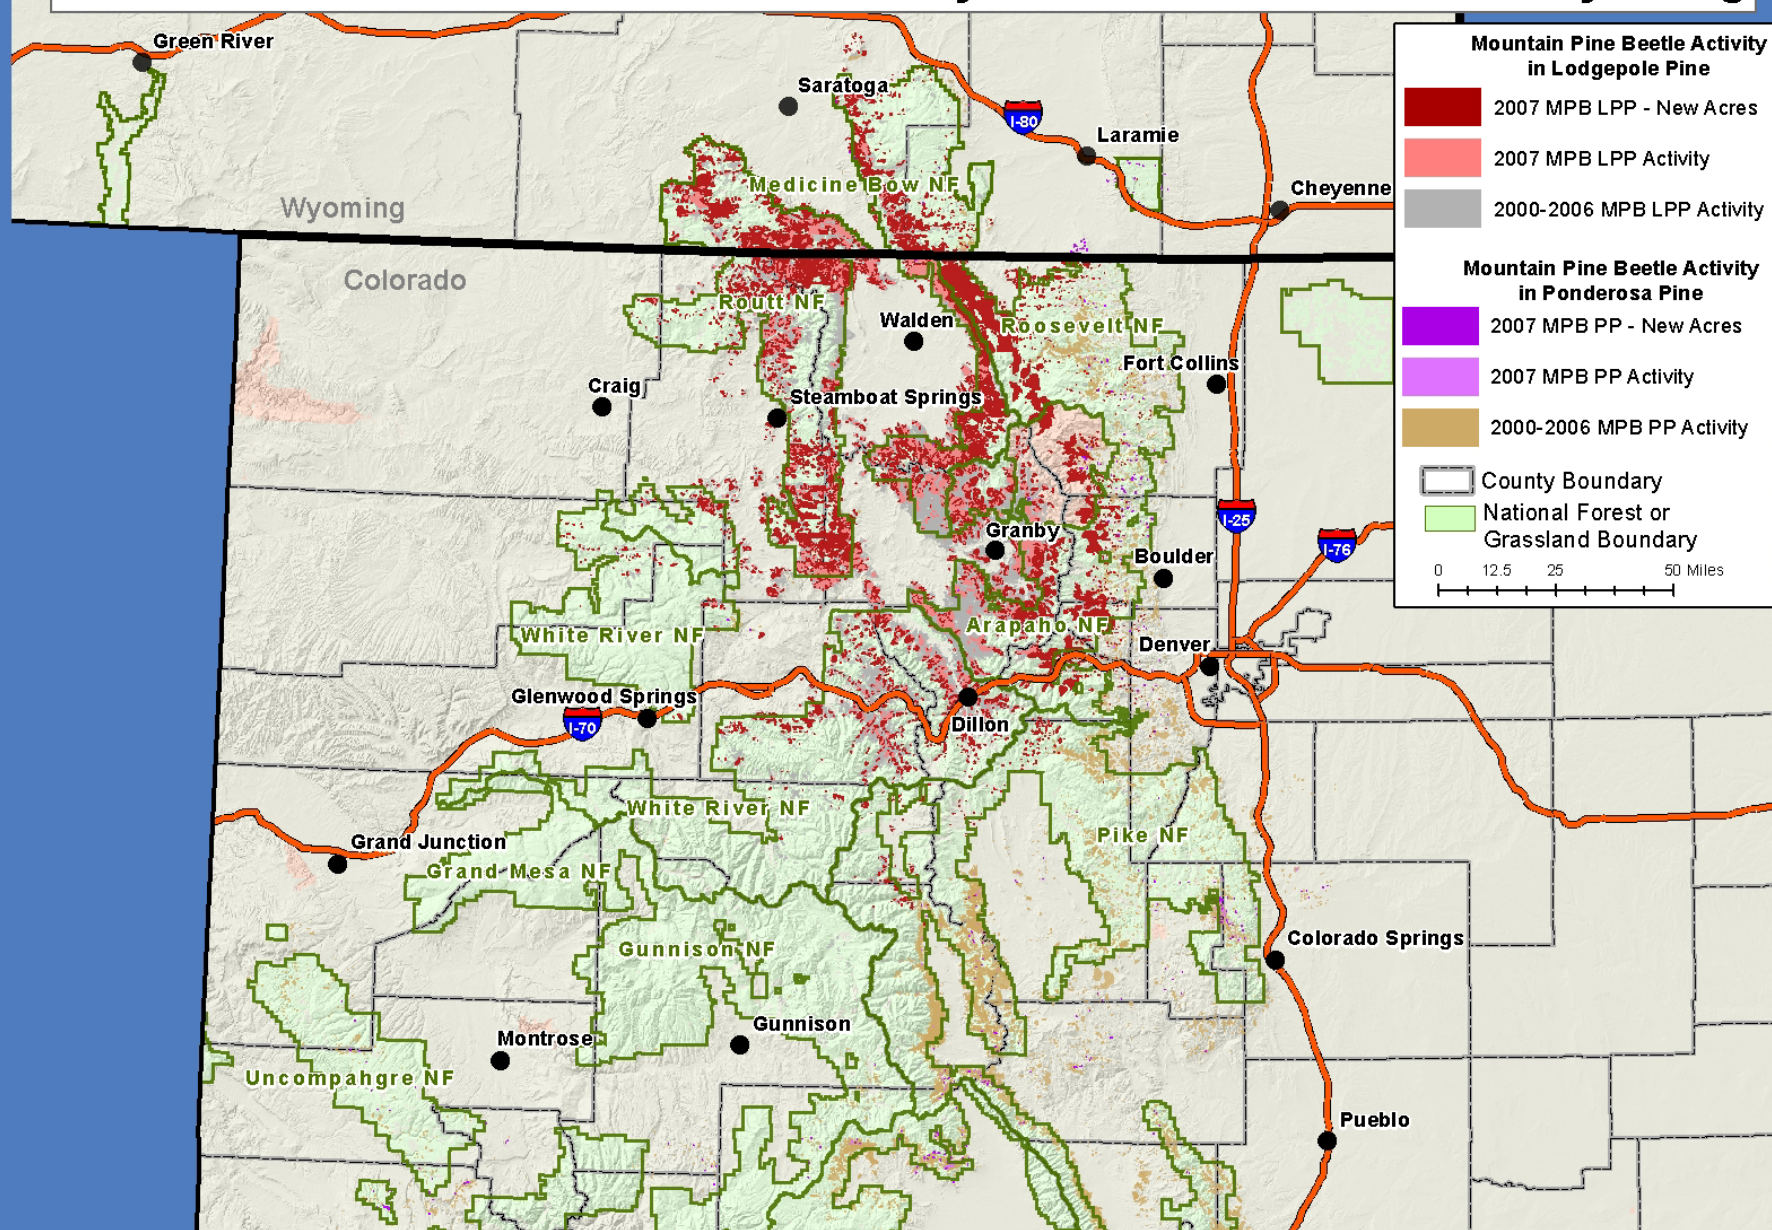 Green River
Saratoga
I-80
Laramie
Medicine Bow NF
Cheyenne
Wyoming
Colorado
Routt NF
Walden
Roosevelt NF
Fort Collins
Craig
Steamboat Springs
I-25
Granby
I-76
Boulder
White River NF
Arapaho NF
Denver
Glenwood Springs
I-70
Dillon
White River NF
Pike NF
Grand Junction
Grand Mesa NF
Gunnison NF
Colorado Springs
Gunnison
Montrose
Uncompahgre NF
Pueblo
Mountain Pine Beetle Activity
in Lodgepole Pine
2007 MPB LPP - New Acres
2007 MPB LPP Activity
2000-2006 MPB LPP Activity
Mountain Pine Beetle Activity
in Ponderosa Pine
2007 MPB PP - New Acres
2007 MPB PP Activity
2000-2006 MPB PP Activity
County Boundary
National Forest or
Grassland Boundary
0 12.5 25 50 Miles